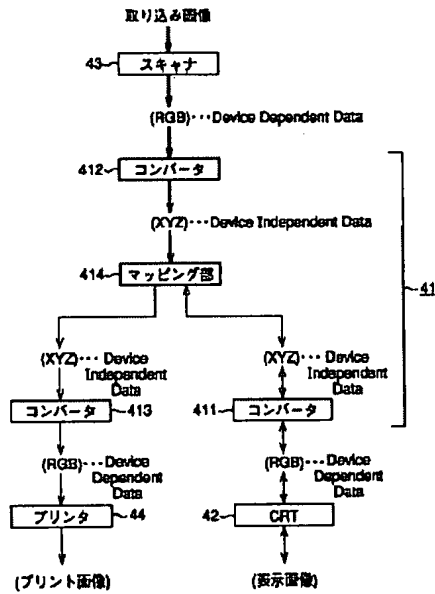 取り込み画像
43 スキャナ
(RGB)・・・Device Dependent Data
412 コンバータ
(XYZ)・・・Device Independent Data
414 マッピング部
41
(XYZ)・・・Device
Independent
Data
(XYZ)・・・Device
Independent
Data
コンバータ 413
411 コンバータ
(RGB)・・・Device
Dependent
Data
(RGB)・・・Device
Dependent
Data
プリンタ 44
42 CRT
(プリント画像)
(表示画像)